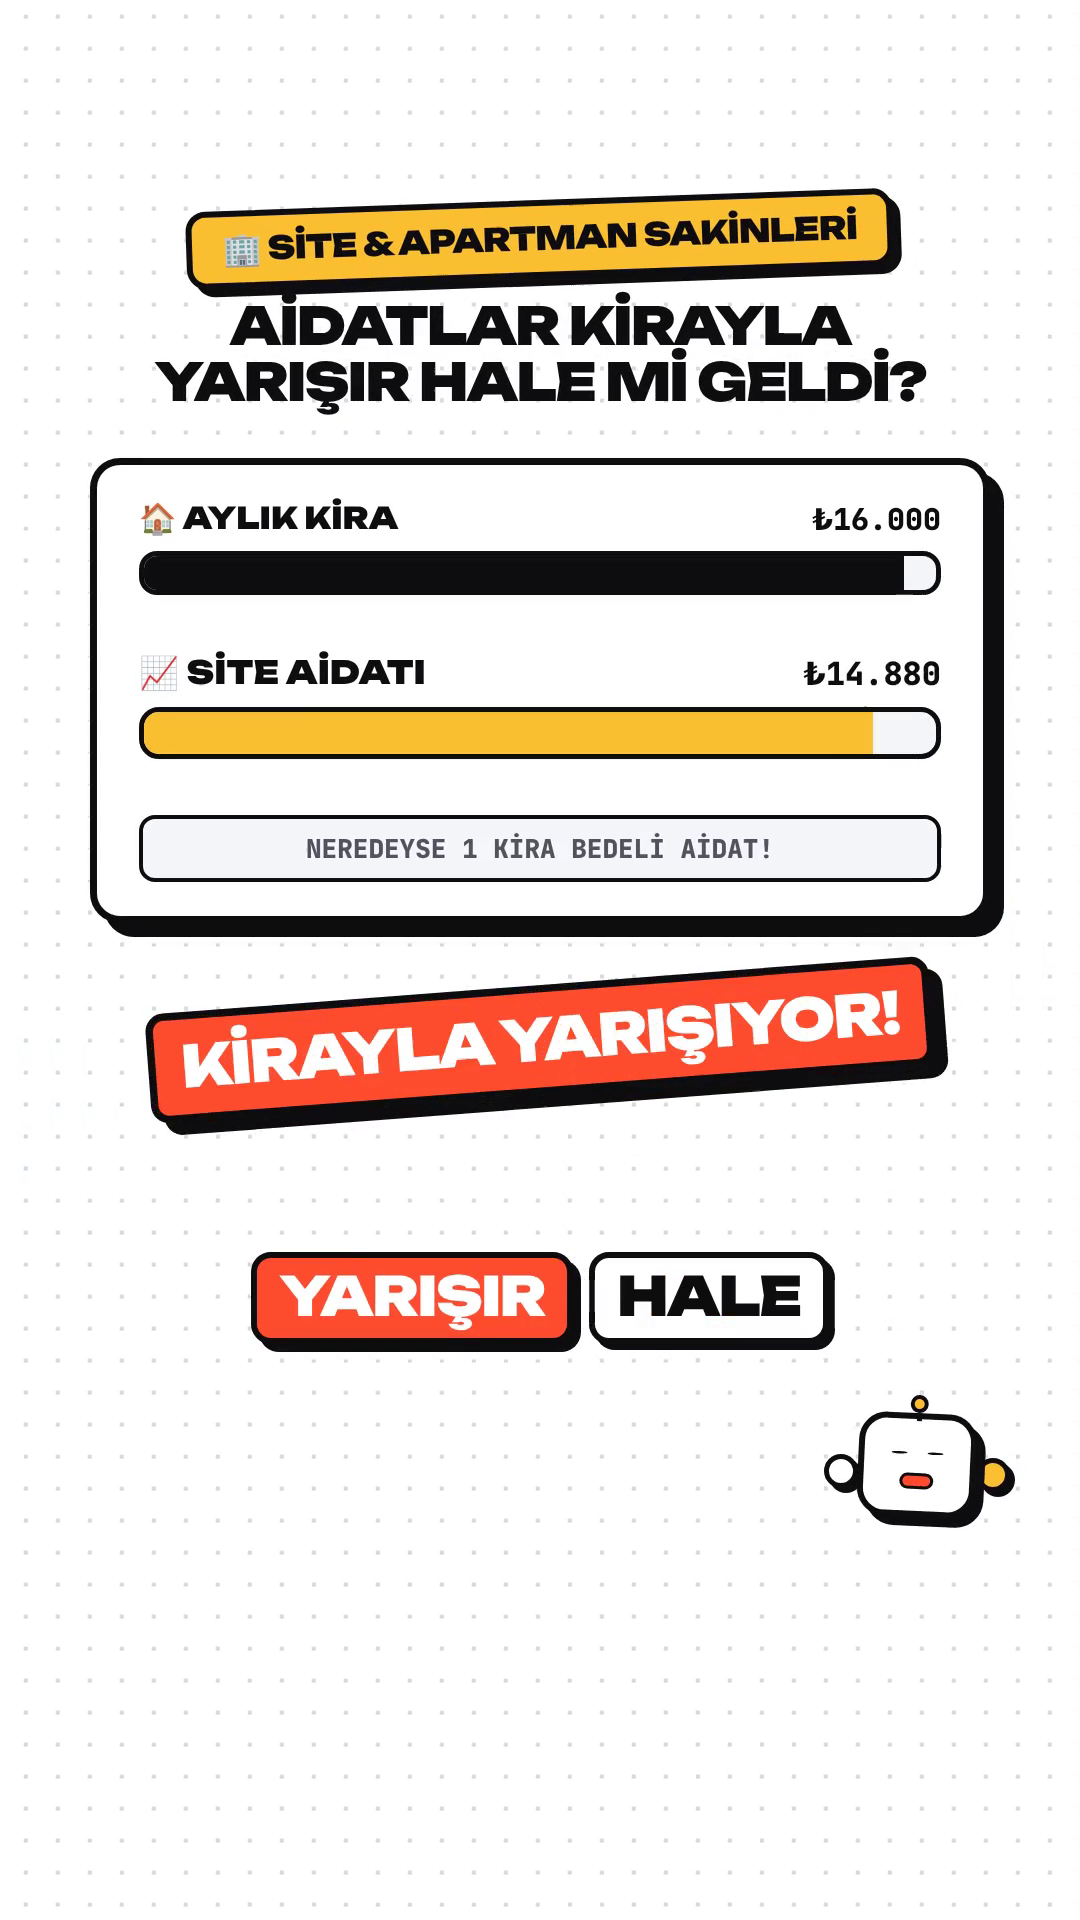 🏢 SİTE & APARTMAN SAKİNLERİ
AİDATLAR KİRAYLA
YARIŞIR HALE Mİ GELDİ?
🏠 AYLIK KİRA ₺16.000
📈 SİTE AİDATI ₺14.880
NEREDEYSE 1 KİRA BEDELİ AİDAT!
KİRAYLA YARIŞIYOR!
YARIŞIR HALE